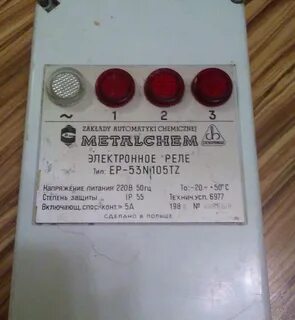 ~ 1 2 3
ZAKŁADY AUTOMATYKI CHEMICZNEJ
METALCHEM
ЭЛЕКТРОННОЕ РЕЛЕ
Тип: EP-53N105TZ
Напряжение питания 220В 50гц То: -20 ÷ +50°C
Степень защиты IP 55 Технич.усл. 6977
Включающ. спос. конт. 5А 198 №
СДЕЛАНО В ПОЛЬШЕ